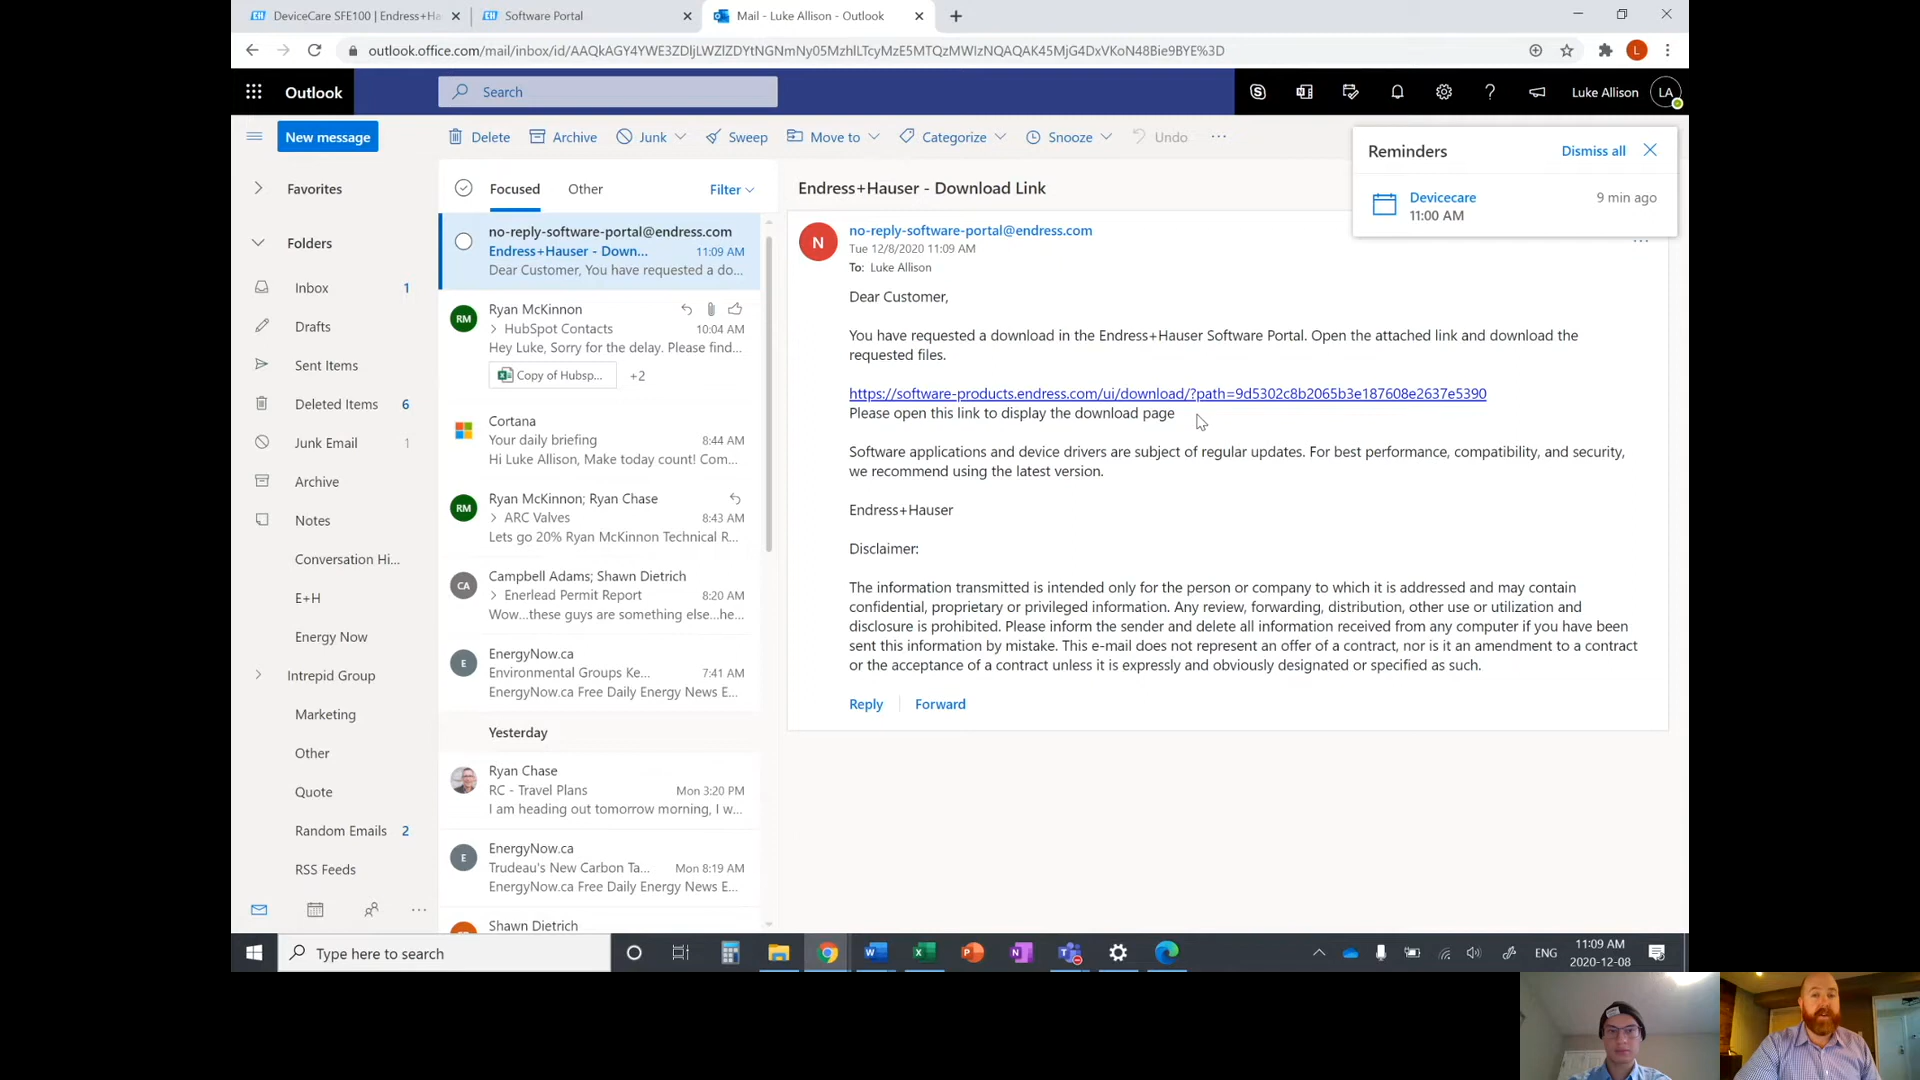 DeviceCare SFE100 | Endress+Ha
Software Portal
Mail - Luke Allison - Outlook
outlook.office.com/mail/inbox/id/AAQkAGY4YWE3ZDljLWZlZDYtNGNmNy05MzhlLTcyMzE5MTQzMWIzNQAQAK45MjG4DxVKoN48Bie9BYE%3D
L
Outlook
Search
Luke Allison
LA
New message
Delete
Archive
Junk
Sweep
Move to
Categorize
Snooze
Undo
Reminders
Dismiss all
Devicecare
9 min ago
11:00 AM
Favorites
Folders
Inbox 1
Drafts
Sent Items
Deleted Items 6
Junk Email 1
Archive
Notes
Conversation Hi...
E+H
Energy Now
Intrepid Group
Marketing
Other
Quote
Random Emails 2
RSS Feeds
Focused
Other
Filter
no-reply-software-portal@endress.com
Endress+Hauser - Down... 11:09 AM
Dear Customer, You have requested a do...
RM
Ryan McKinnon
HubSpot Contacts 10:04 AM
Hey Luke, Sorry for the delay. Please find...
Copy of Hubsp... +2
Cortana
Your daily briefing 8:44 AM
Hi Luke Allison, Make today count! Com...
RM
Ryan McKinnon; Ryan Chase
ARC Valves 8:43 AM
Lets go 20% Ryan McKinnon Technical R...
CA
Campbell Adams; Shawn Dietrich
Enerlead Permit Report 8:20 AM
Wow...these guys are something else...he...
E
EnergyNow.ca
Environmental Groups Ke... 7:41 AM
EnergyNow.ca Free Daily Energy News E...
Yesterday
Ryan Chase
RC - Travel Plans Mon 3:20 PM
I am heading out tomorrow morning, I w...
E
EnergyNow.ca
Trudeau's New Carbon Ta... Mon 8:19 AM
EnergyNow.ca Free Daily Energy News E...
Shawn Dietrich
Endress+Hauser - Download Link
N
no-reply-software-portal@endress.com
Tue 12/8/2020 11:09 AM
To: Luke Allison
Dear Customer,
You have requested a download in the Endress+Hauser Software Portal. Open the attached link and download the
requested files.
https://software-products.endress.com/ui/download/?path=9d5302c8b2065b3e187608e2637e5390
Please open this link to display the download page
Software applications and device drivers are subject of regular updates. For best performance, compatibility, and security,
we recommend using the latest version.
Endress+Hauser
Disclaimer:
The information transmitted is intended only for the person or company to which it is addressed and may contain
confidential, proprietary or privileged information. Any review, forwarding, distribution, other use or utilization and
disclosure is prohibited. Please inform the sender and delete all information received from any computer if you have been
sent this information by mistake. This e-mail does not represent an offer of a contract, nor is it an amendment to a contract
or the acceptance of a contract unless it is expressly and obviously designated or specified as such.
Reply
Forward
Type here to search
ENG
11:09 AM
2020-12-08